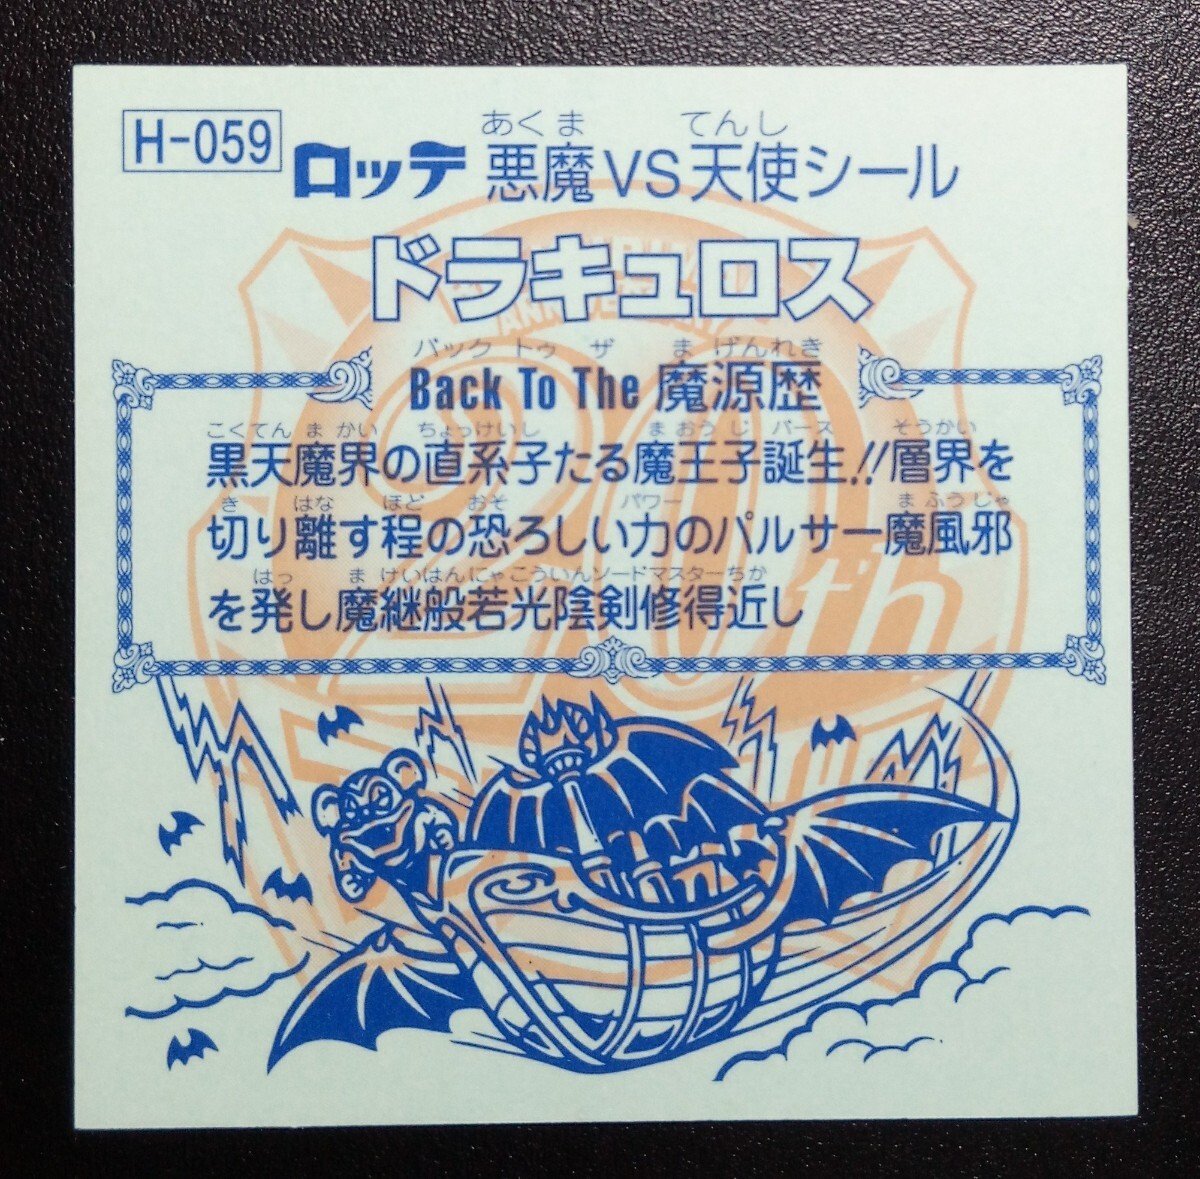 H-059
あくま てんし
ロッテ 悪魔VS天使シール
ドラキュロス
バック トゥ ザ ま げんれき
Back To The 魔源歴
こくてん ま かい ちょっけいし ま おう じ バース そうかい
黒天魔界の直系子たる魔王子誕生!!層界を
き はな ほど おそ パワー ま ふう じゃ
切り離す程の恐ろしい力のパルサー魔風邪
はっ ま けいはんにゃこういんソードマスター ちか
を発し魔継般若光陰剣修得近し
ANNIVERSARY
20th